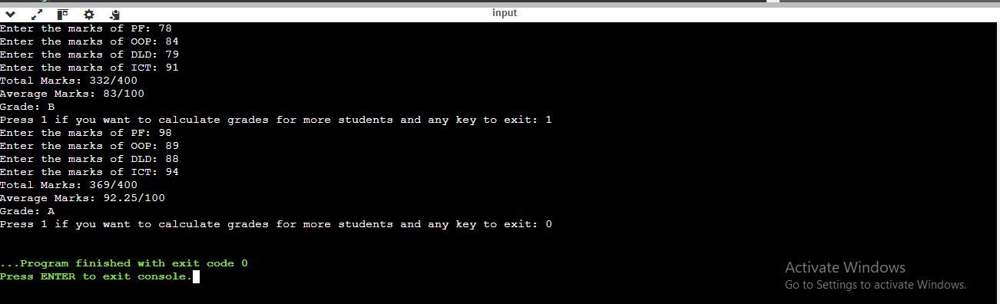 input
Enter the marks of PF: 78
Enter the marks of OOP: 84
Enter the marks of DLD: 79
Enter the marks of ICT: 91
Total Marks: 332/400
Average Marks: 83/100
Grade: B
Press 1 if you want to calculate grades for more students and any key to exit: 1
Enter the marks of PF: 98
Enter the marks of OOP: 89
Enter the marks of DLD: 88
Enter the marks of ICT: 94
Total Marks: 369/400
Average Marks: 92.25/100
Grade: A
Press 1 if you want to calculate grades for more students and any key to exit: 0
...Program finished with exit code 0
Press ENTER to exit console.
Activate Windows
Go to Settings to activate Windows.